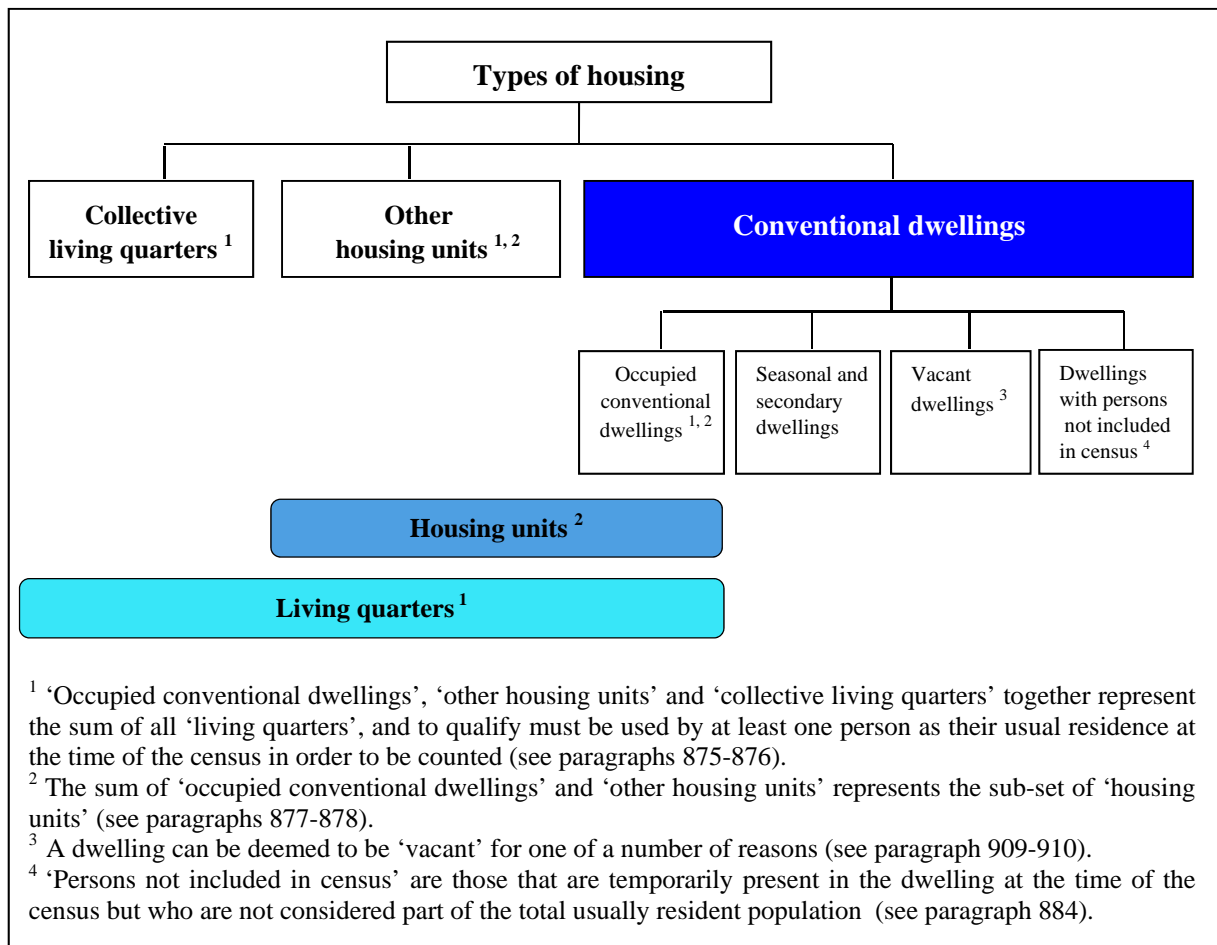 Types of housing
Collective
living quarters 1
Other
housing units 1, 2
Conventional dwellings
Occupied
conventional
dwellings 1, 2
Seasonal and
secondary
dwellings
Vacant
dwellings 3
Dwellings
with persons
not included
in census 4
Housing units 2
Living quarters 1
1 ‘Occupied conventional dwellings’, ‘other housing units’ and ‘collective living quarters’ together represent
the sum of all ‘living quarters’, and to qualify must be used by at least one person as their usual residence at
the time of the census in order to be counted (see paragraphs 875-876).
2 The sum of ‘occupied conventional dwellings’ and ‘other housing units’ represents the sub-set of ‘housing
units’ (see paragraphs 877-878).
3 A dwelling can be deemed to be ‘vacant’ for one of a number of reasons (see paragraph 909-910).
4 ‘Persons not included in census’ are those that are temporarily present in the dwelling at the time of the
census but who are not considered part of the total usually resident population (see paragraph 884).